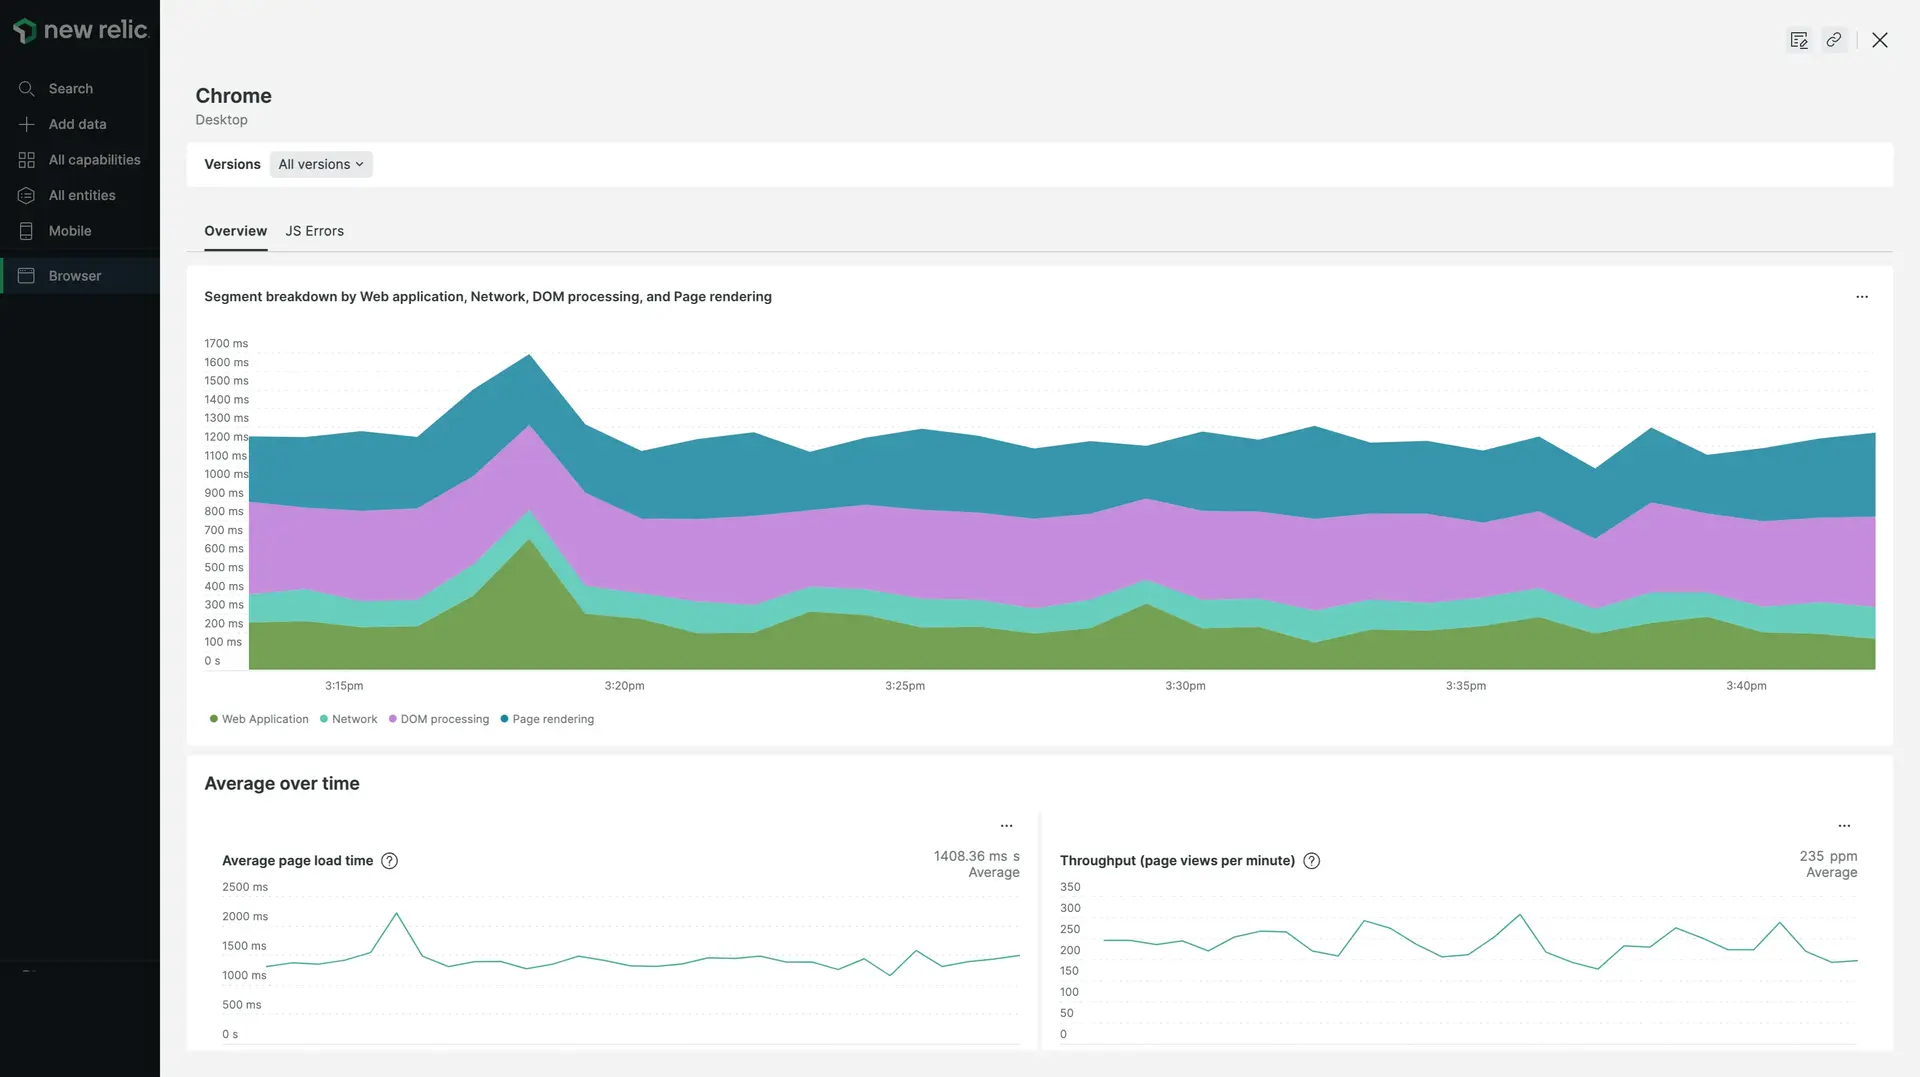 new relic.
Search
Add data
All capabilities
All entities
Mobile
Browser
Chrome
Desktop
Versions All versions
Overview JS Errors
Segment breakdown by Web application, Network, DOM processing, and Page rendering
1700 ms
1600 ms
1500 ms
1400 ms
1300 ms
1200 ms
1100 ms
1000 ms
900 ms
800 ms
700 ms
600 ms
500 ms
400 ms
300 ms
200 ms
100 ms
0 s
3:15pm 3:20pm 3:25pm 3:30pm 3:35pm 3:40pm
Web Application Network DOM processing Page rendering
Average over time
Average page load time ?
1408.36 ms s
Average
2500 ms
2000 ms
1500 ms
1000 ms
500 ms
0 s
Throughput (page views per minute) ?
235 ppm
Average
350
300
250
200
150
100
50
0